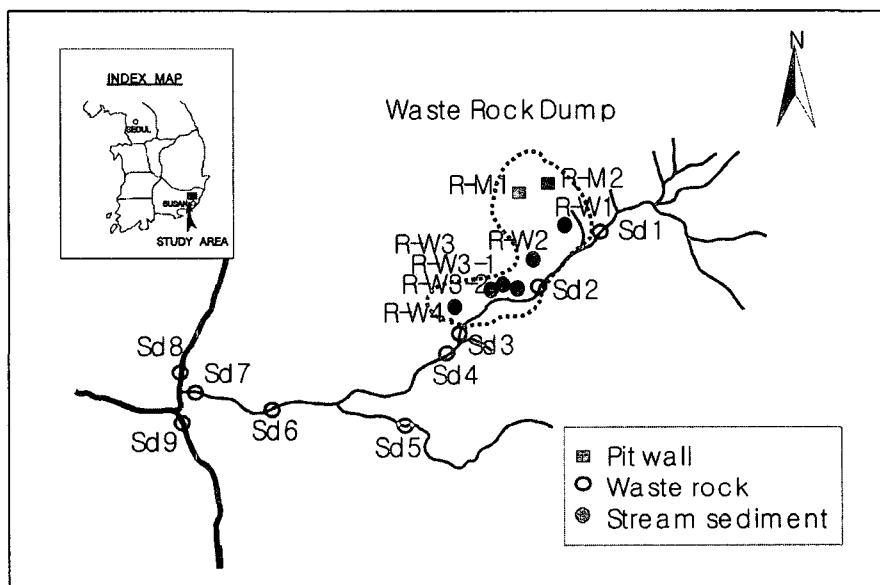 INDEX MAP
SEOUL
BUSAN
STUDY AREA
N
Waste Rock Dump
R-M1
R-M2
R-W1
R-W3
R-W2
Sd1
R-W3-1
R-W3-2
Sd2
R-W4
Sd3
Sd8
Sd7
Sd4
Sd9
Sd6
Sd5
Pit wall
Waste rock
Stream sediment